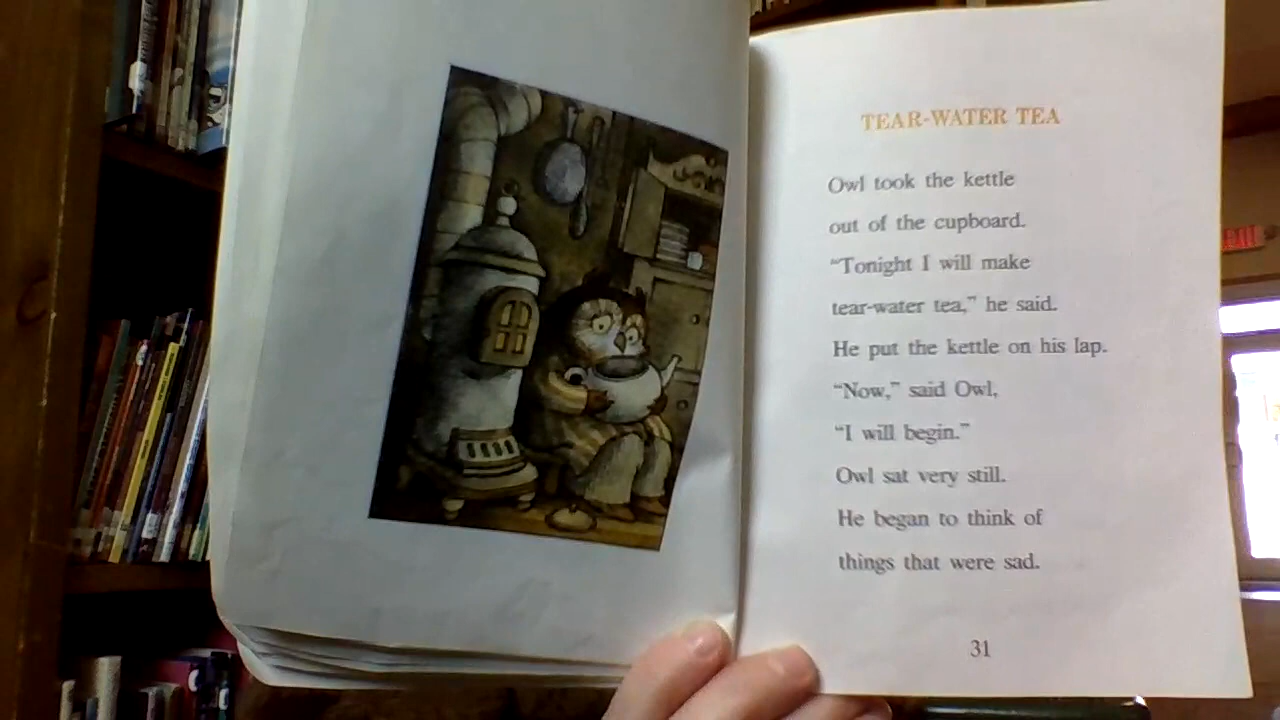 TEAR-WATER TEA
Owl took the kettle
out of the cupboard.
“Tonight I will make
tear-water tea,” he said.
He put the kettle on his lap.
“Now,” said Owl,
“I will begin.”
Owl sat very still.
He began to think of
things that were sad.
31